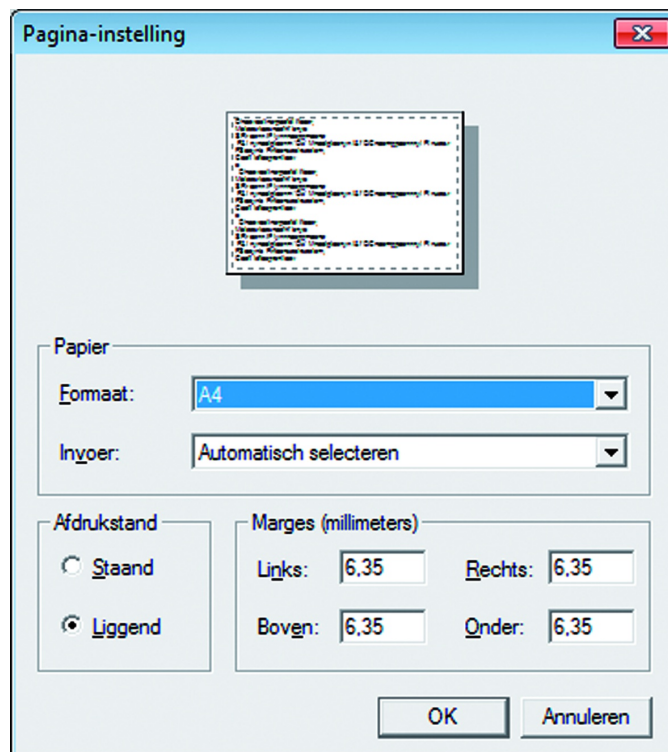 Pagina-instelling
Papier
Formaat: A4
Invoer: Automatisch selecteren
Afdrukstand
Staand
Liggend
Marges (millimeters)
Links: 6,35 Rechts: 6,35
Boven: 6,35 Onder: 6,35
OK Annuleren